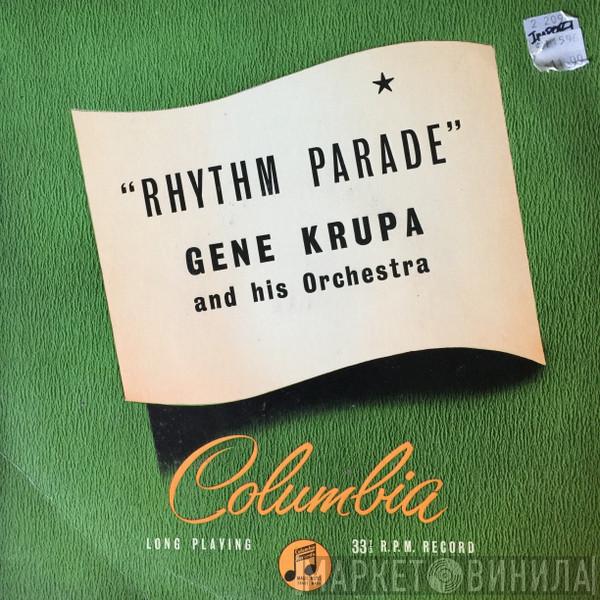 "RHYTHM PARADE"
GENE KRUPA
and his Orchestra
Columbia
LONG PLAYING
33⅓ R.P.M. RECORD
МАРКЕТ ВИНИЛА